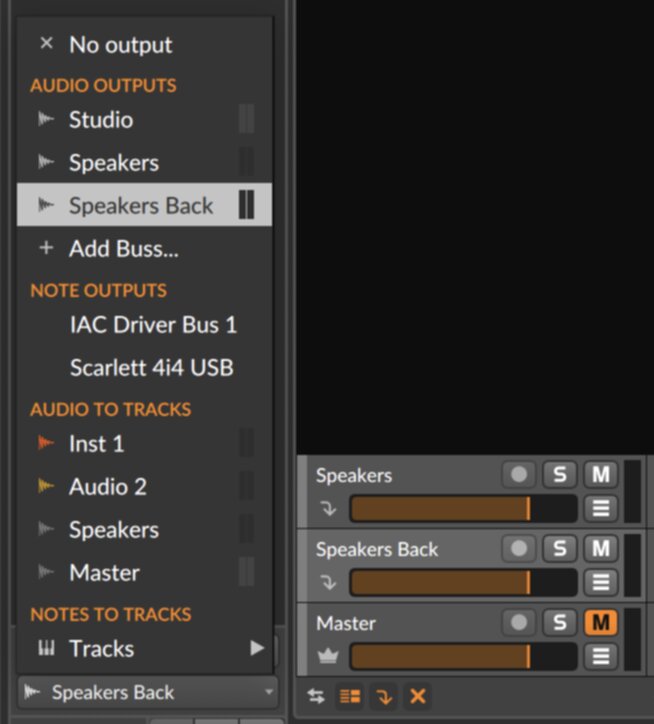 No output
AUDIO OUTPUTS
Studio
Speakers
Speakers Back
Add Buss...
NOTE OUTPUTS
IAC Driver Bus 1
Scarlett 4i4 USB
AUDIO TO TRACKS
Inst 1
Audio 2
Speakers
Master
NOTES TO TRACKS
Tracks
Speakers Back
Speakers S M
Speakers Back S M
Master S M